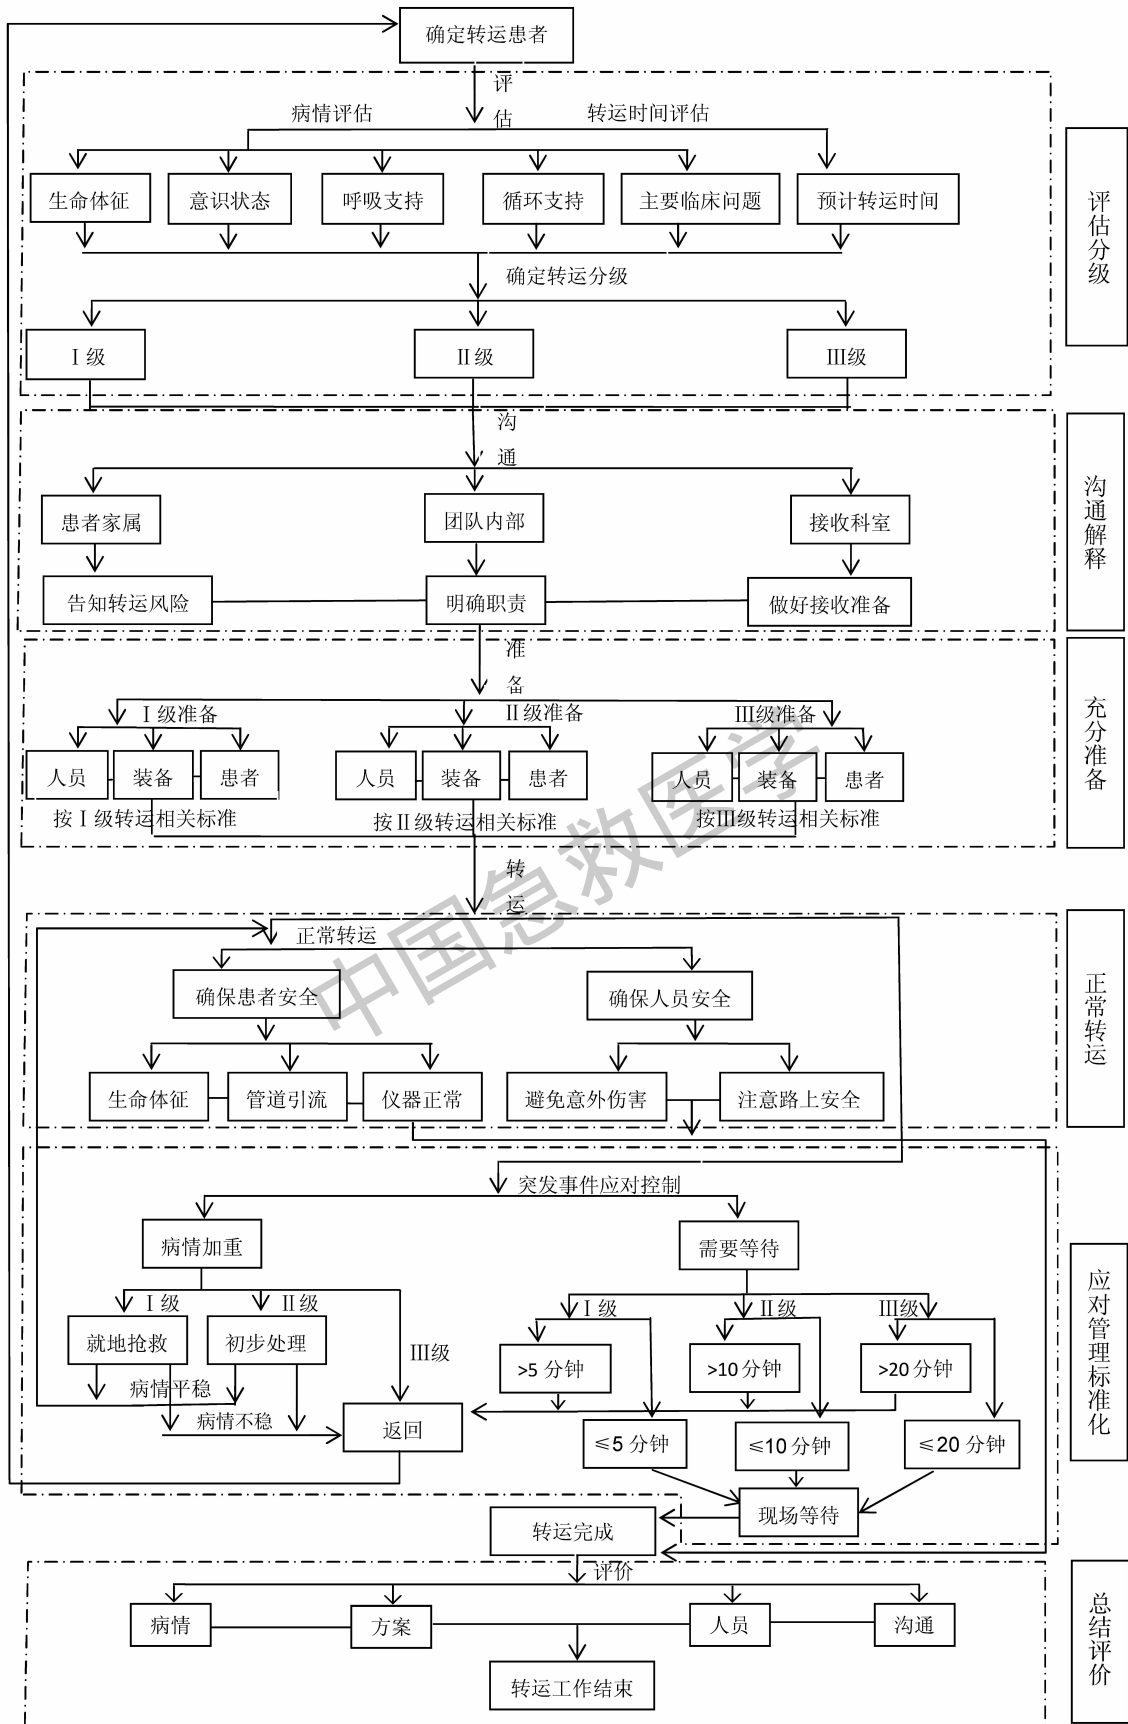 确定转运患者
评估
病情评估
转运时间评估
生命体征
意识状态
呼吸支持
循环支持
主要临床问题
预计转运时间
确定转运分级
Ⅰ级
Ⅱ级
Ⅲ级
评估分级
沟通
患者家属
团队内部
接收科室
告知转运风险
明确职责
做好接收准备
沟通解释
准备
Ⅰ级准备
Ⅱ级准备
Ⅲ级准备
人员
装备
患者
人员
装备
患者
人员
装备
患者
按Ⅰ级转运相关标准
按Ⅱ级转运相关标准
按Ⅲ级转运相关标准
充分准备
转运
正常转运
确保患者安全
确保人员安全
生命体征
管道引流
仪器正常
避免意外伤害
注意路上安全
正常转运
突发事件应对控制
病情加重
需要等待
Ⅰ级
Ⅱ级
Ⅲ级
就地抢救
初步处理
病情平稳
病情不稳
返回
Ⅰ级
Ⅱ级
Ⅲ级
>5 分钟
>10 分钟
>20 分钟
≤5 分钟
≤10 分钟
≤20 分钟
现场等待
应对管理标准化
转运完成
评价
病情
方案
人员
沟通
转运工作结束
总结评价
中国急救医学